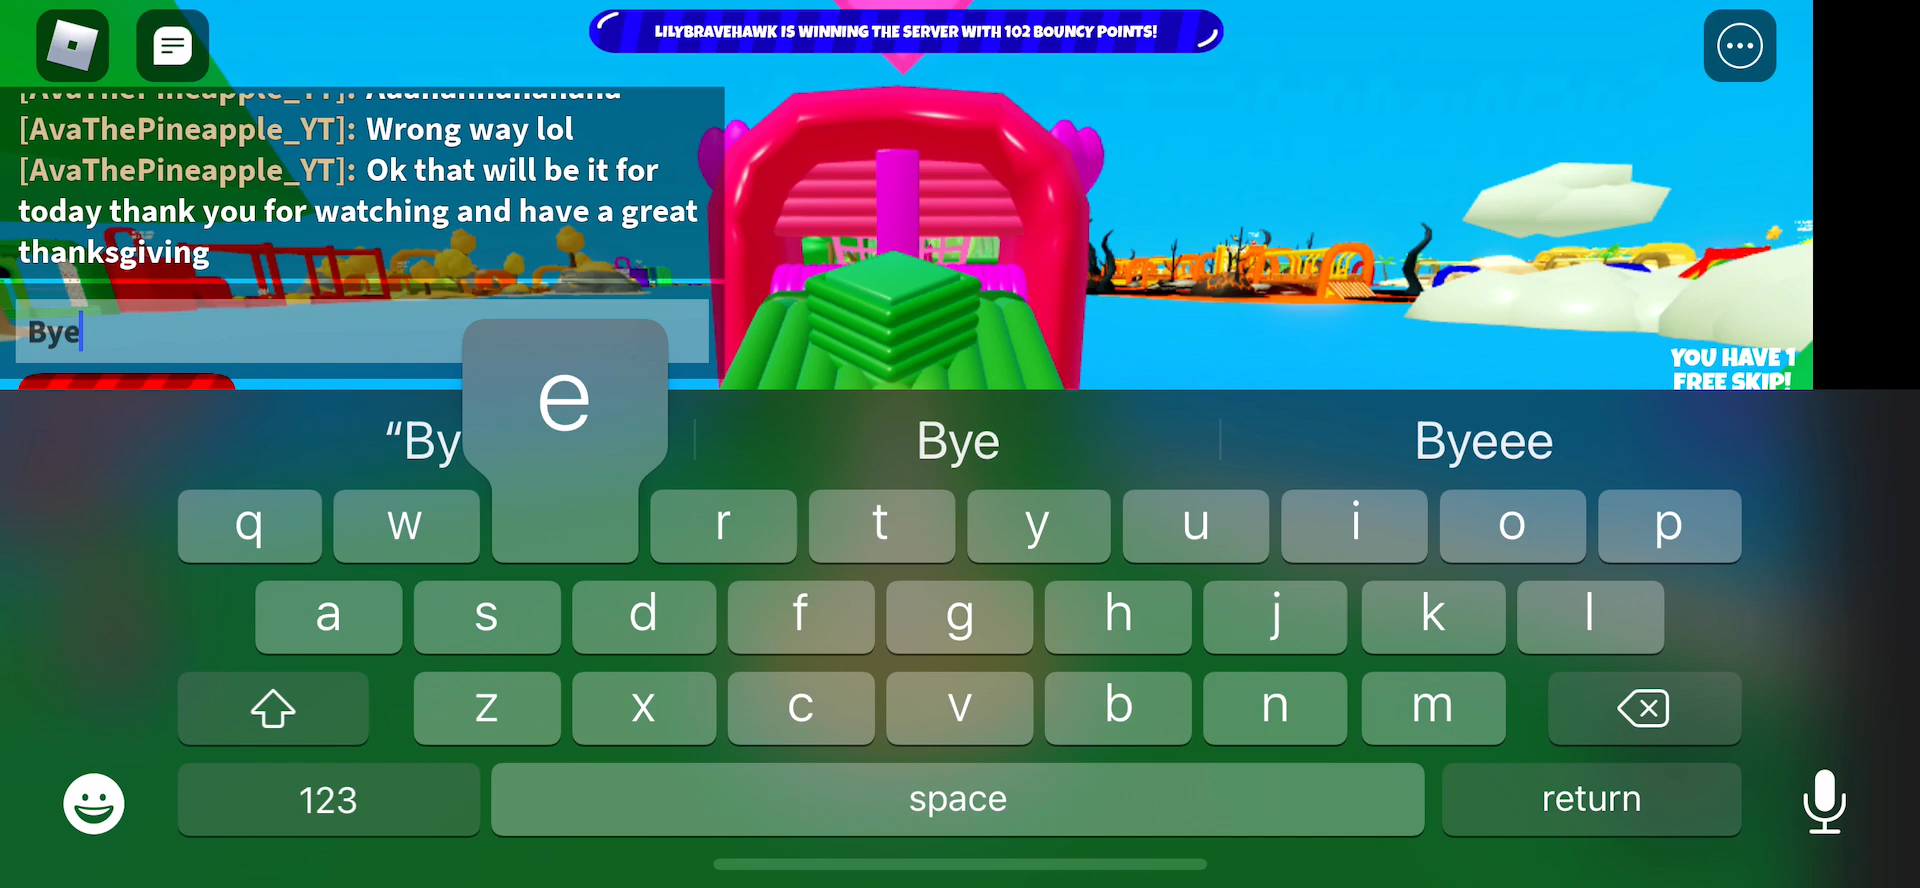 LILYBRAVEHAWK IS WINNING THE SERVER WITH 102 BOUNCY POINTS!
[AvaThePineapple_YT]:
[AvaThePineapple_YT]: Wrong way lol
[AvaThePineapple_YT]: Ok that will be it for
today thank you for watching and have a great
thanksgiving
Bye
YOU HAVE 1
FREE SKIP!
e
“By
Bye
Byeee
q w r t y u i o p
a s d f g h j k l
z x c v b n m
123 space return